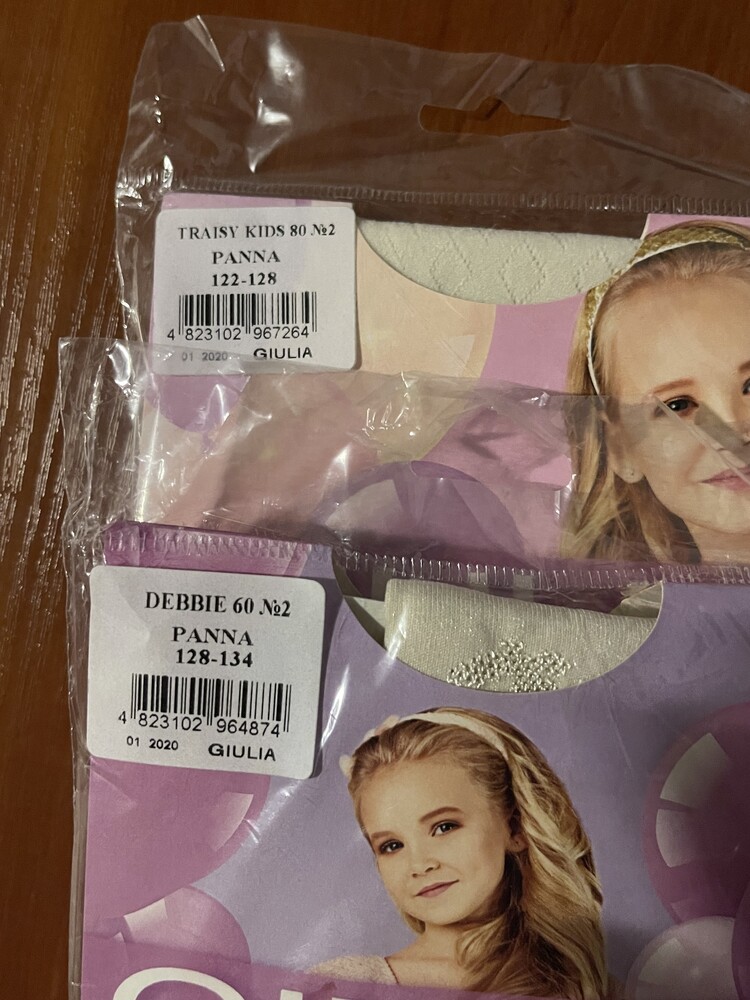 TRAISY KIDS 80 №2
PANNA
122-128
4 823102 967264
01 2020 GIULIA
DEBBIE 60 №2
PANNA
128-134
4 823102 964874
01 2020 GIULIA